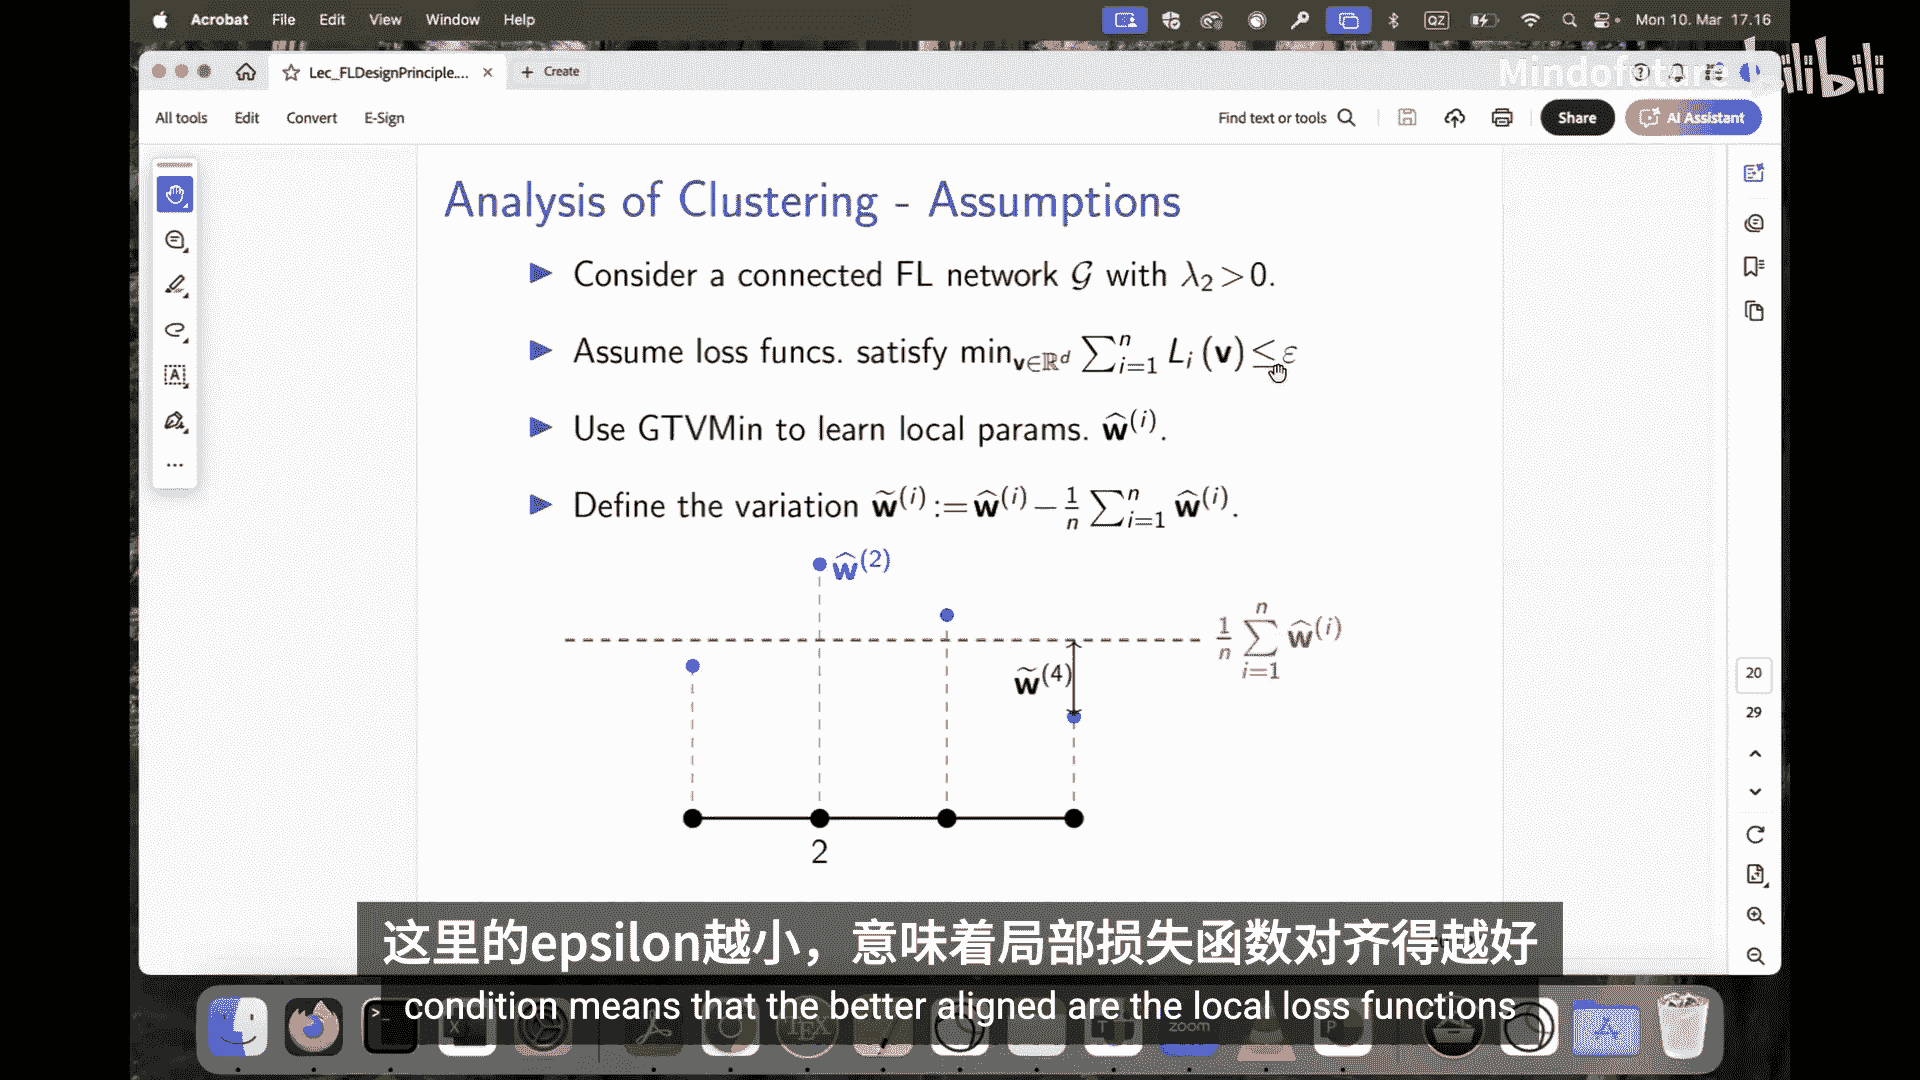 Acrobat File Edit View Window Help
QZ
Mon 10. Mar 17.16
Lec_FLDesignPrinciple....
Create
Mindofuture
bilibili
All tools Edit Convert E-Sign
Find text or tools
Share
AI Assistant
Analysis of Clustering - Assumptions
Consider a connected FL network 𝒢 with λ₂ > 0.
Assume loss funcs. satisfy min_{v∈ℝ^d} ∑_{i=1}^{n} L_i (v) ≤ ε
Use GTVMin to learn local params. ŵ^{(i)}.
Define the variation w̃^{(i)} := ŵ^{(i)} − 1/n ∑_{i=1}^{n} ŵ^{(i)}.
ŵ^{(2)}
1/n ∑_{i=1}^{n} ŵ^{(i)}
w̃^{(4)}
2
20
29
这里的epsilon越小，意味着局部损失函数对齐得越好
condition means that the better aligned are the local loss functions
zoom